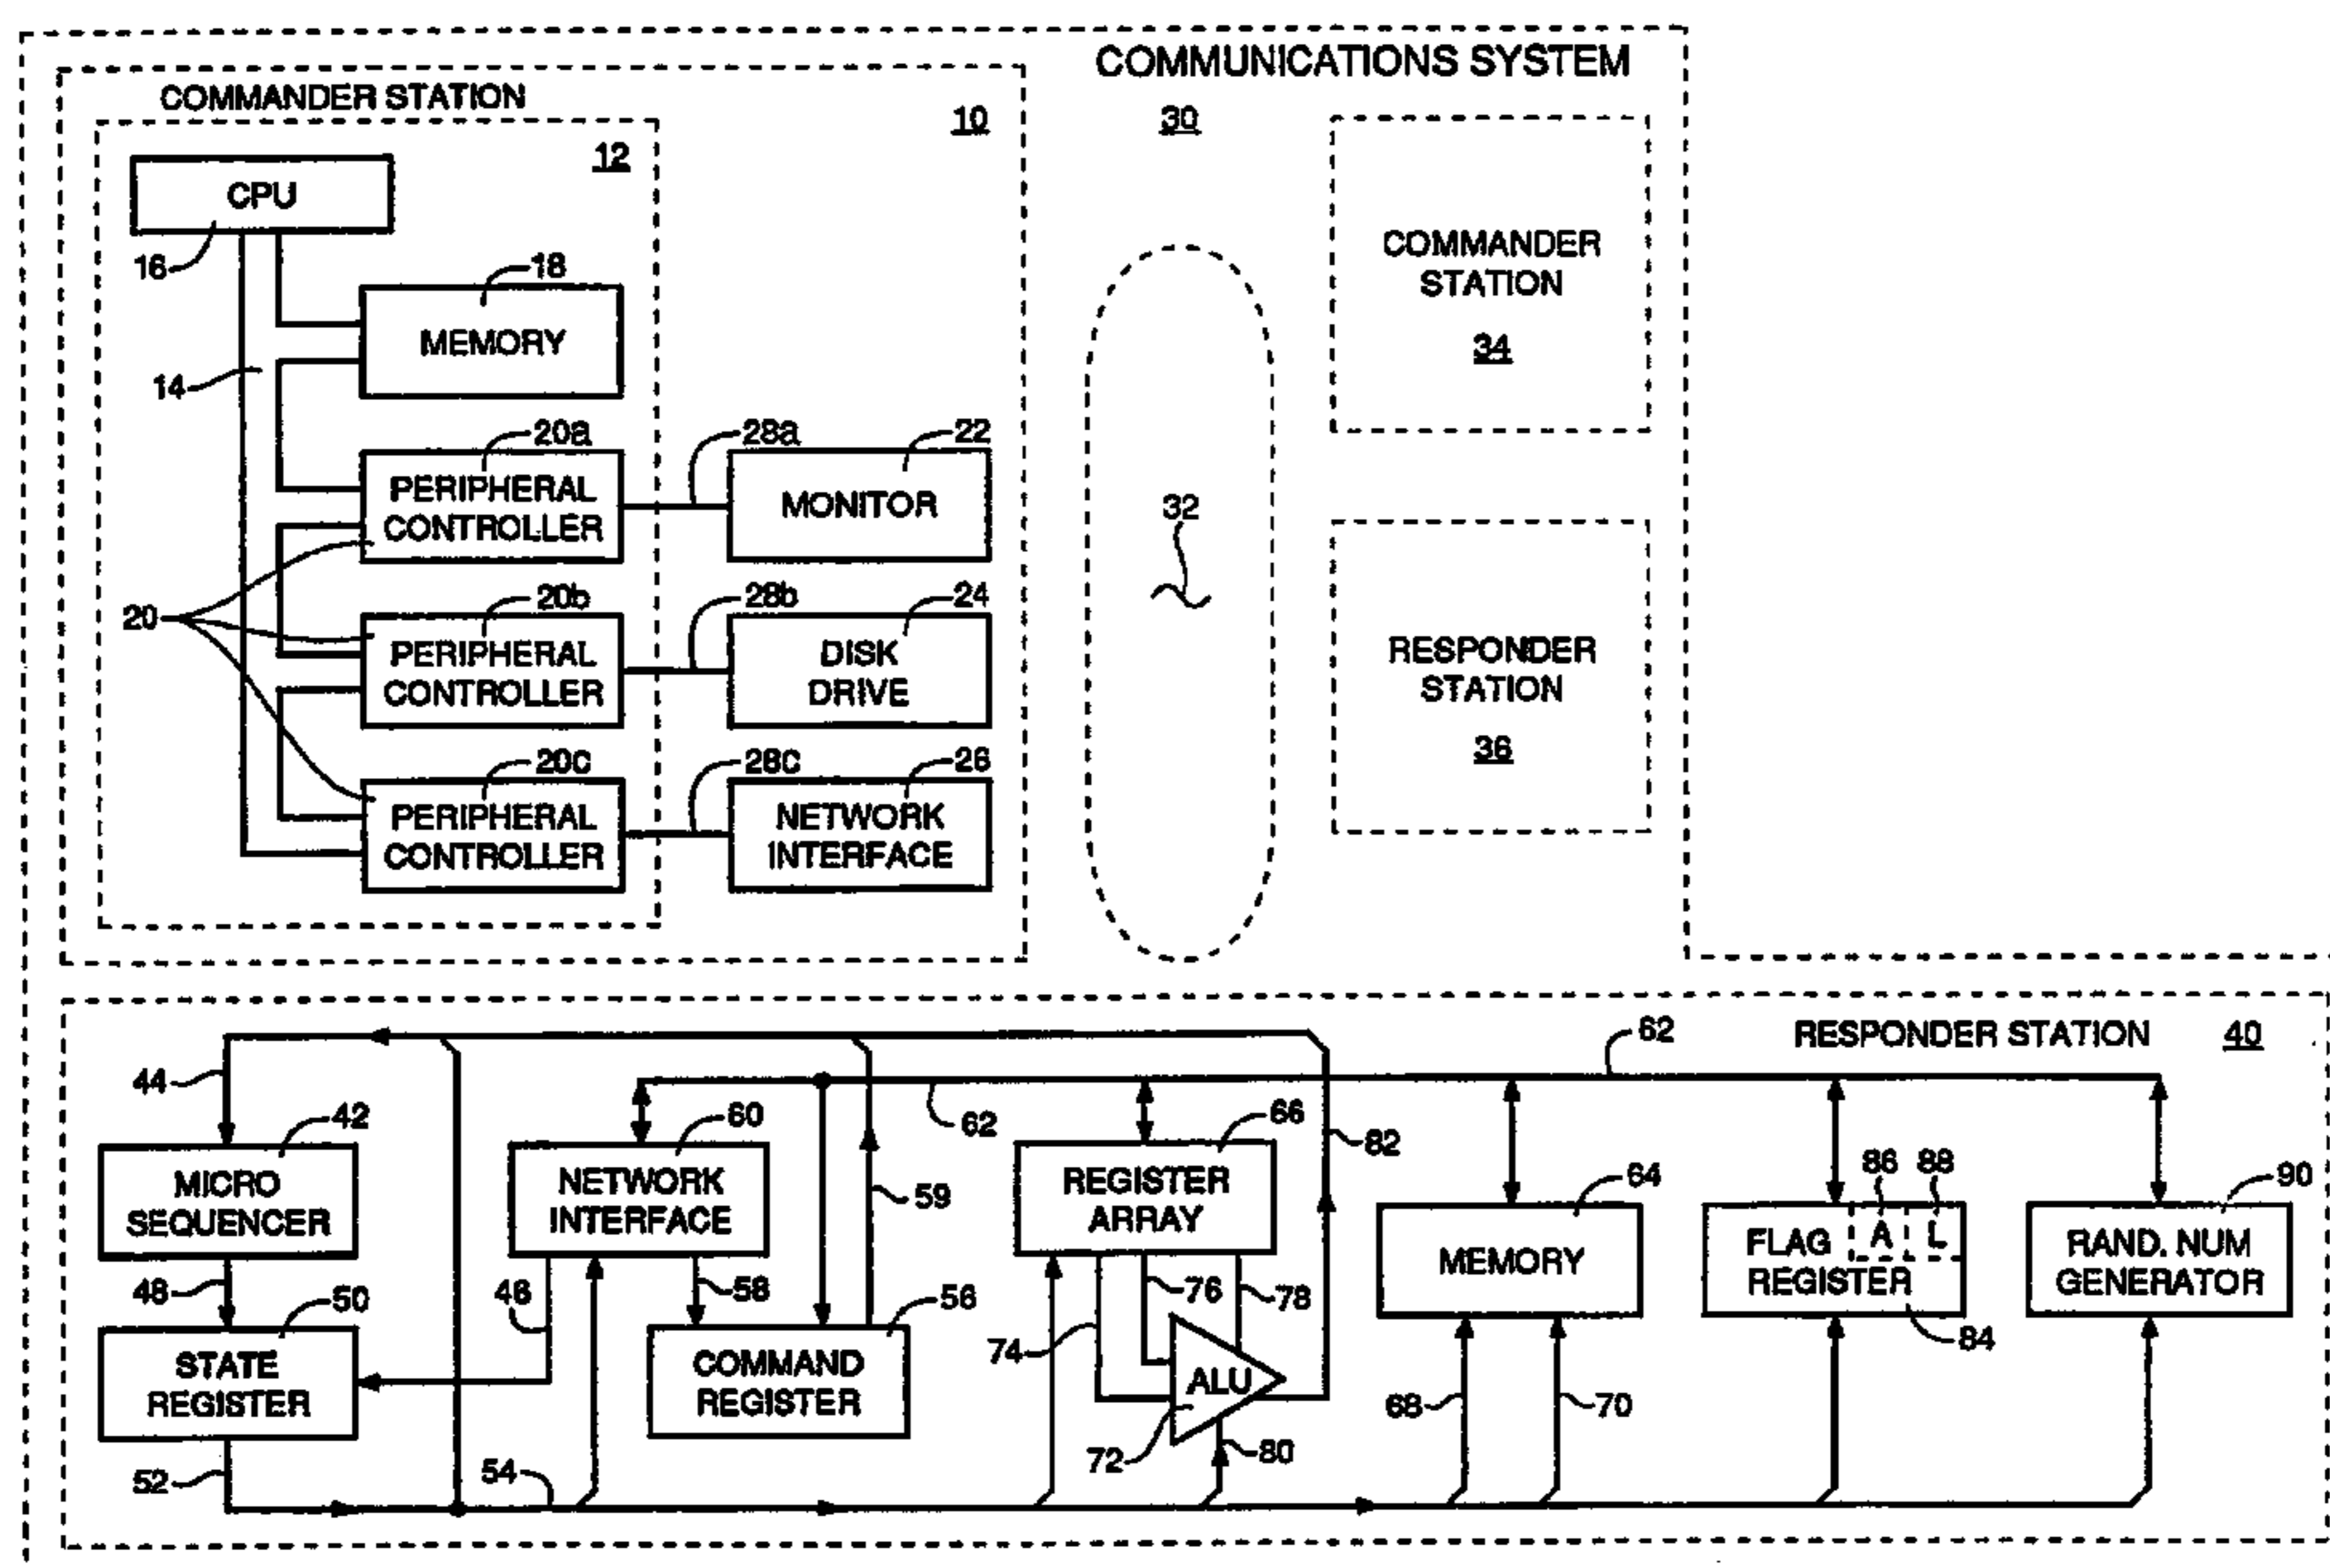 COMMUNICATIONS SYSTEM
30
COMMANDER STATION
10
12
CPU
16
18
MEMORY
14
20a
PERIPHERAL
CONTROLLER
28a
22
MONITOR
20
20b
PERIPHERAL
CONTROLLER
28b
24
DISK
DRIVE
20c
PERIPHERAL
CONTROLLER
28c
26
NETWORK
INTERFACE
32
COMMANDER
STATION
34
RESPONDER
STATION
36
RESPONDER STATION
40
62
44
42
MICRO
SEQUENCER
48
50
STATE
REGISTER
52
54
60
NETWORK
INTERFACE
62
46
58
59
56
COMMAND
REGISTER
66
REGISTER
ARRAY
82
74
76
78
ALU
72
80
64
MEMORY
68
70
86
88
FLAG
A
L
REGISTER
84
90
RAND. NUM
GENERATOR